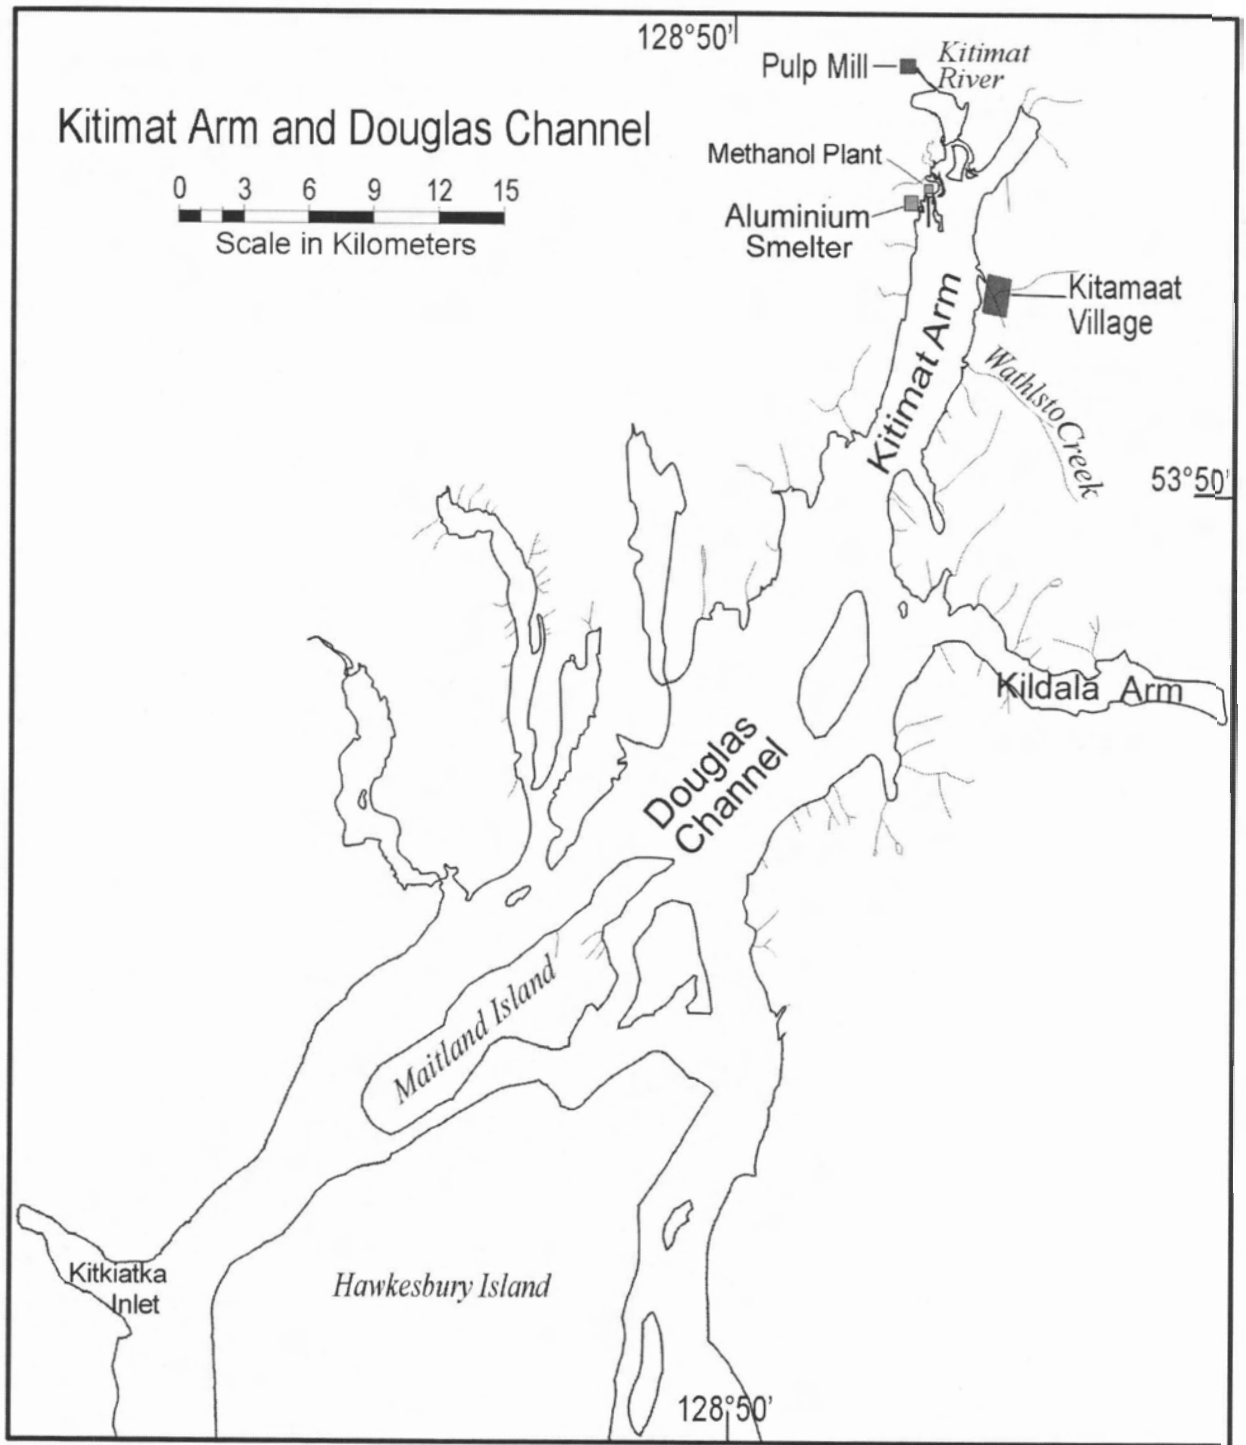 128°50'
Pulp Mill
Kitimat
River
Kitimat Arm and Douglas Channel
Methanol Plant
0 3 6 9 12 15
Scale in Kilometers
Aluminium
Smelter
Kitamaat
Village
Kitimat Arm
Wathlsto Creek
53°50'
Kildala Arm
Douglas
Channel
Maitland Island
Kitkiatka
Inlet
Hawkesbury Island
128°50'